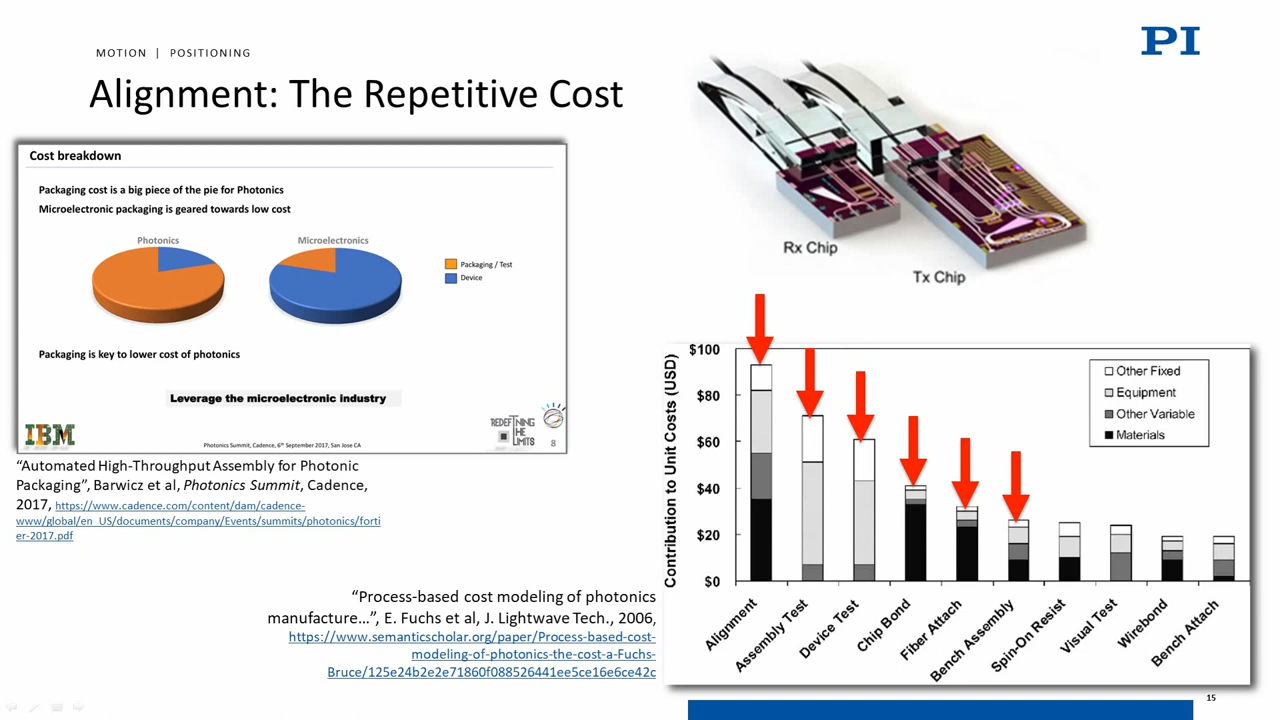 MOTION | POSITIONING
PI
Alignment: The Repetitive Cost
Cost breakdown
Packaging cost is a big piece of the pie for Photonics
Microelectronic packaging is geared towards low cost
Photonics
Microelectronics
Packaging / Test
Device
Packaging is key to lower cost of photonics
Leverage the microelectronic industry
IBM
Photonics Summit, Cadence, 6th September 2017, San Jose CA
REDEFINING
THE
LIMITS
8
“Automated High-Throughput Assembly for Photonic
Packaging”, Barwicz et al, Photonics Summit, Cadence,
2017, https://www.cadence.com/content/dam/cadence-
www/global/en_US/documents/company/Events/summits/photonics/forti
er-2017.pdf
“Process-based cost modeling of photonics
manufacture…”, E. Fuchs et al, J. Lightwave Tech., 2006,
https://www.semanticscholar.org/paper/Process-based-cost-
modeling-of-photonics-the-cost-a-Fuchs-
Bruce/125e24b2e2e71860f088526441ee5ce16e6ce42c
Rx Chip
Tx Chip
Contribution to Unit Costs (USD)
$100
$80
$60
$40
$20
$0
Other Fixed
Equipment
Other Variable
Materials
Alignment
Assembly Test
Device Test
Chip Bond
Fiber Attach
Bench Assembly
Spin-On Resist
Visual Test
Wirebond
Bench Attach
15